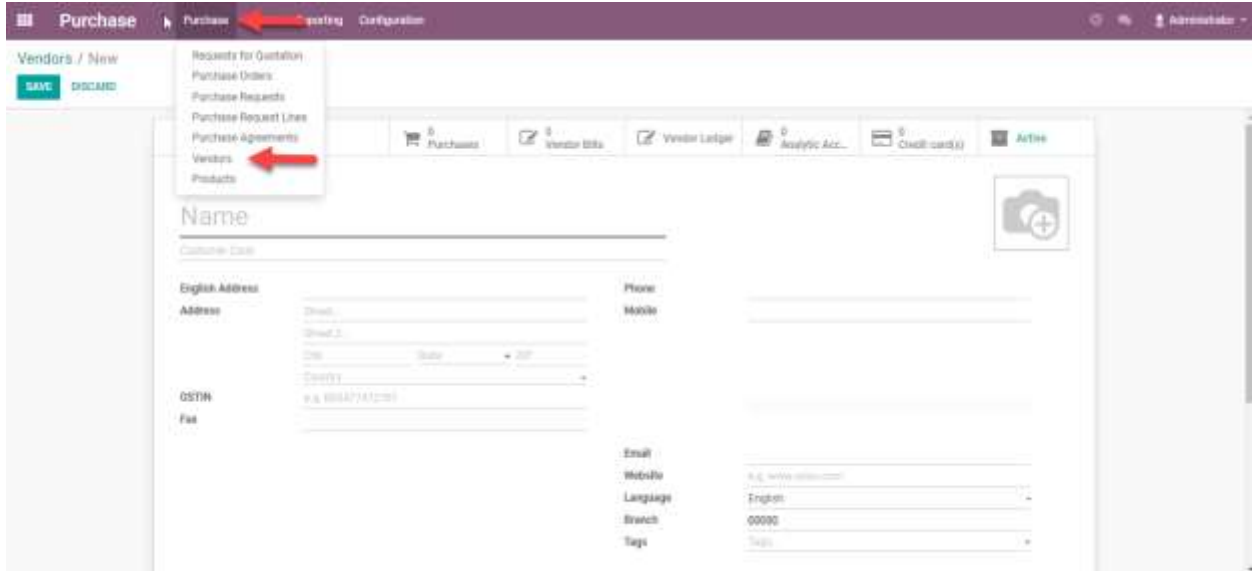 Purchase Purchase Reporting Configuration Administrator
Vendors / New
SAVE DISCARD
Requests for Quotation
Purchase Orders
Purchase Requests
Purchase Request Lines
Purchase Agreements
Vendors
Products
0 Purchases
0 Vendor Bills
Vendor Ledger
0 Analytic Acc...
0 Credit card(s)
Active
Name
Customer Code
English Address
Address
Street...
Street 2...
City State ZIP
Country
GSTIN
Fax
Phone
Mobile
Email
Website e.g. www.odoo.com
Language English
Branch 00000
Tags Tags...